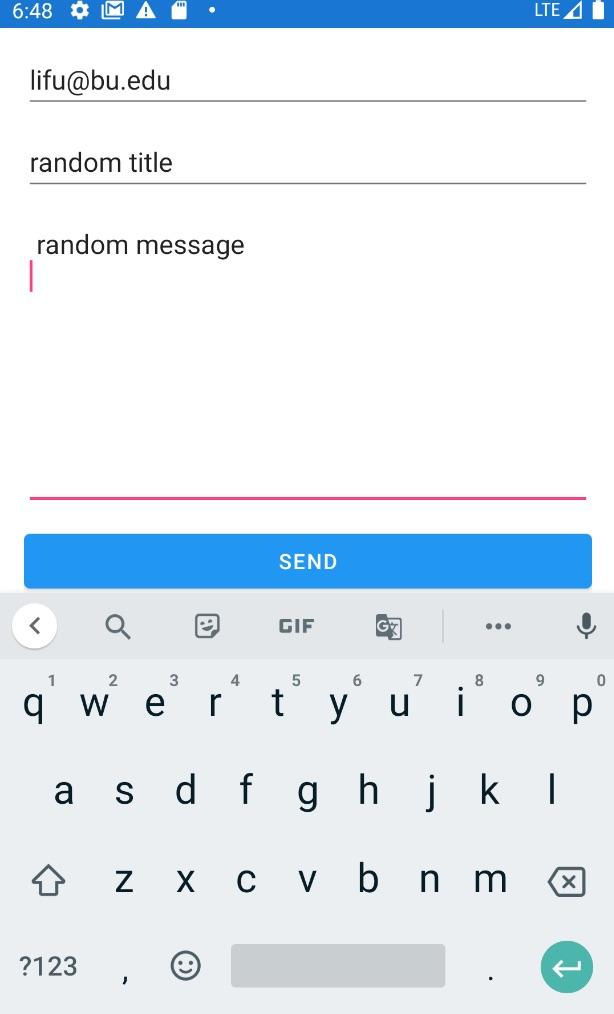 6:48 LTE
lifu@bu.edu
random title
random message
SEND
GIF G
1 2 3 4 5 6 7 8 9 0
q w e r t y u i o p
a s d f g h j k l
z x c v b n m
?123 , .